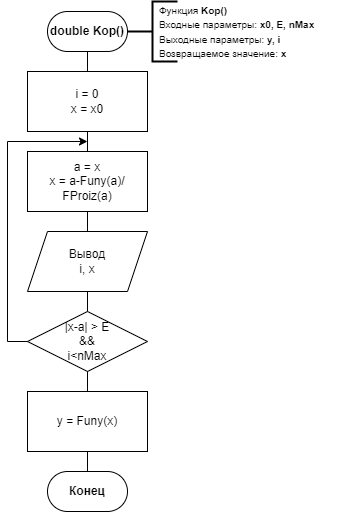 double Kop()
Функция Kop()
Входные параметры: x0, E, nMax
Выходные параметры: y, i
Возвращаемое значение: x
i = 0
x = x0
a = x
x = a-Funy(a)/
FProiz(a)
Вывод
i, x
|x-a| > E
&&
i<nMax
y = Funy(x)
Конец